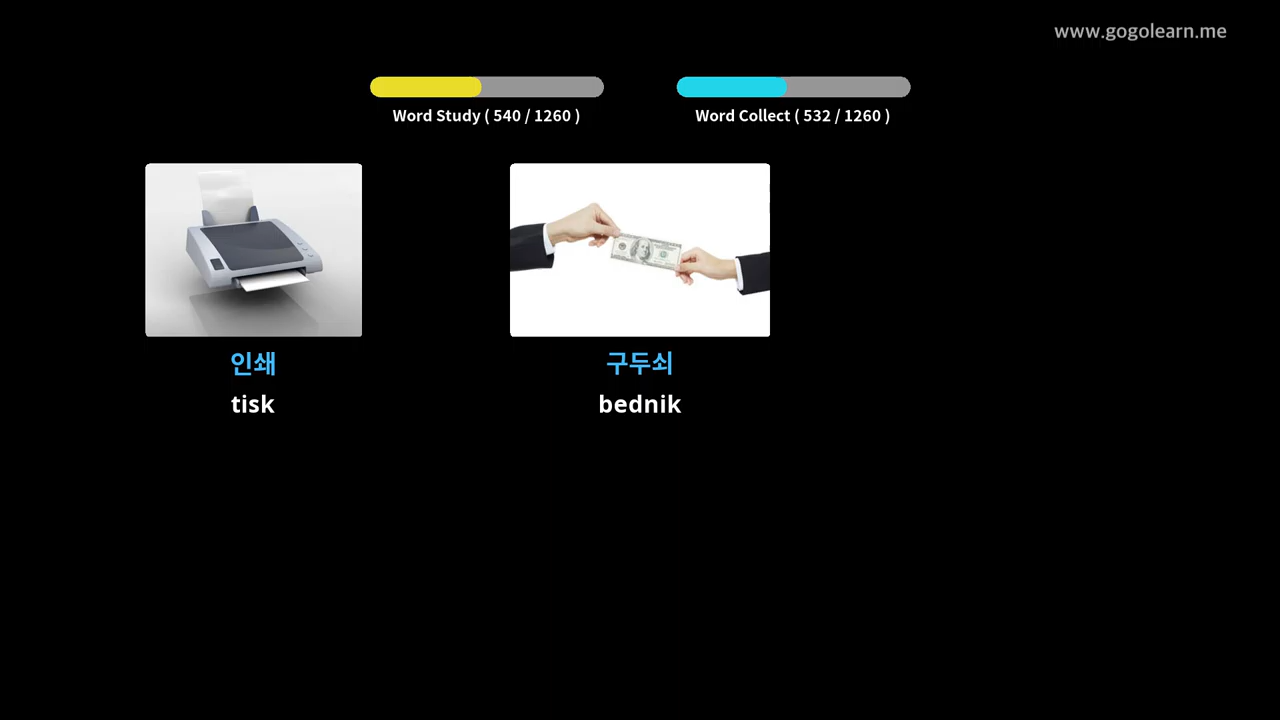 www.gogolearn.me
Word Study ( 540 / 1260 )
Word Collect ( 532 / 1260 )
인쇄
tisk
구두쇠
bednik